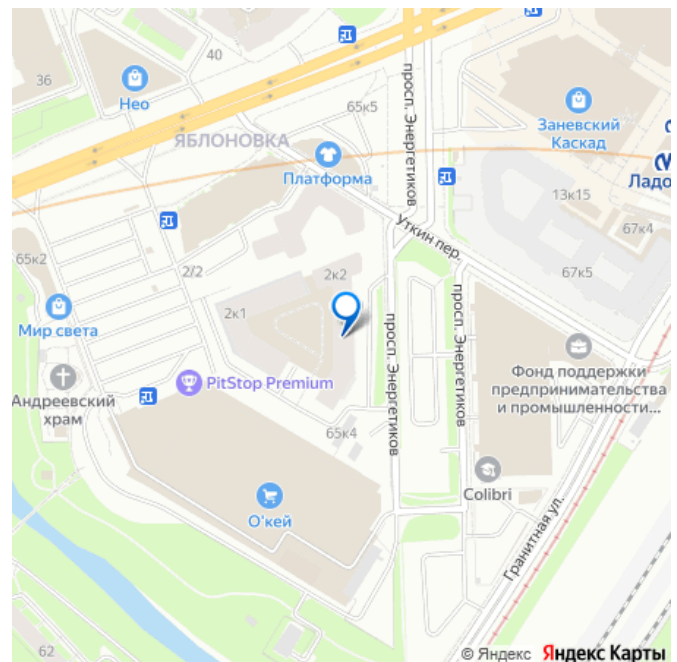 40
36
Нео
65к5
ЯБЛОНОВКА
просп. Энергетиков
Заневский
Каскад
Платформа
Ладо
13к15
67к4
Уткин пер.
65к2
2/2
2к2
67к5
2к1
Мир света
просп. Энергетиков
просп. Энергетиков
Андреевский
храм
PitStop Premium
Фонд поддержки
предпринимательства
и промышленности...
65к4
Colibri
О'кей
Гранитная ул.
62
© Яндекс Яндекс Карты